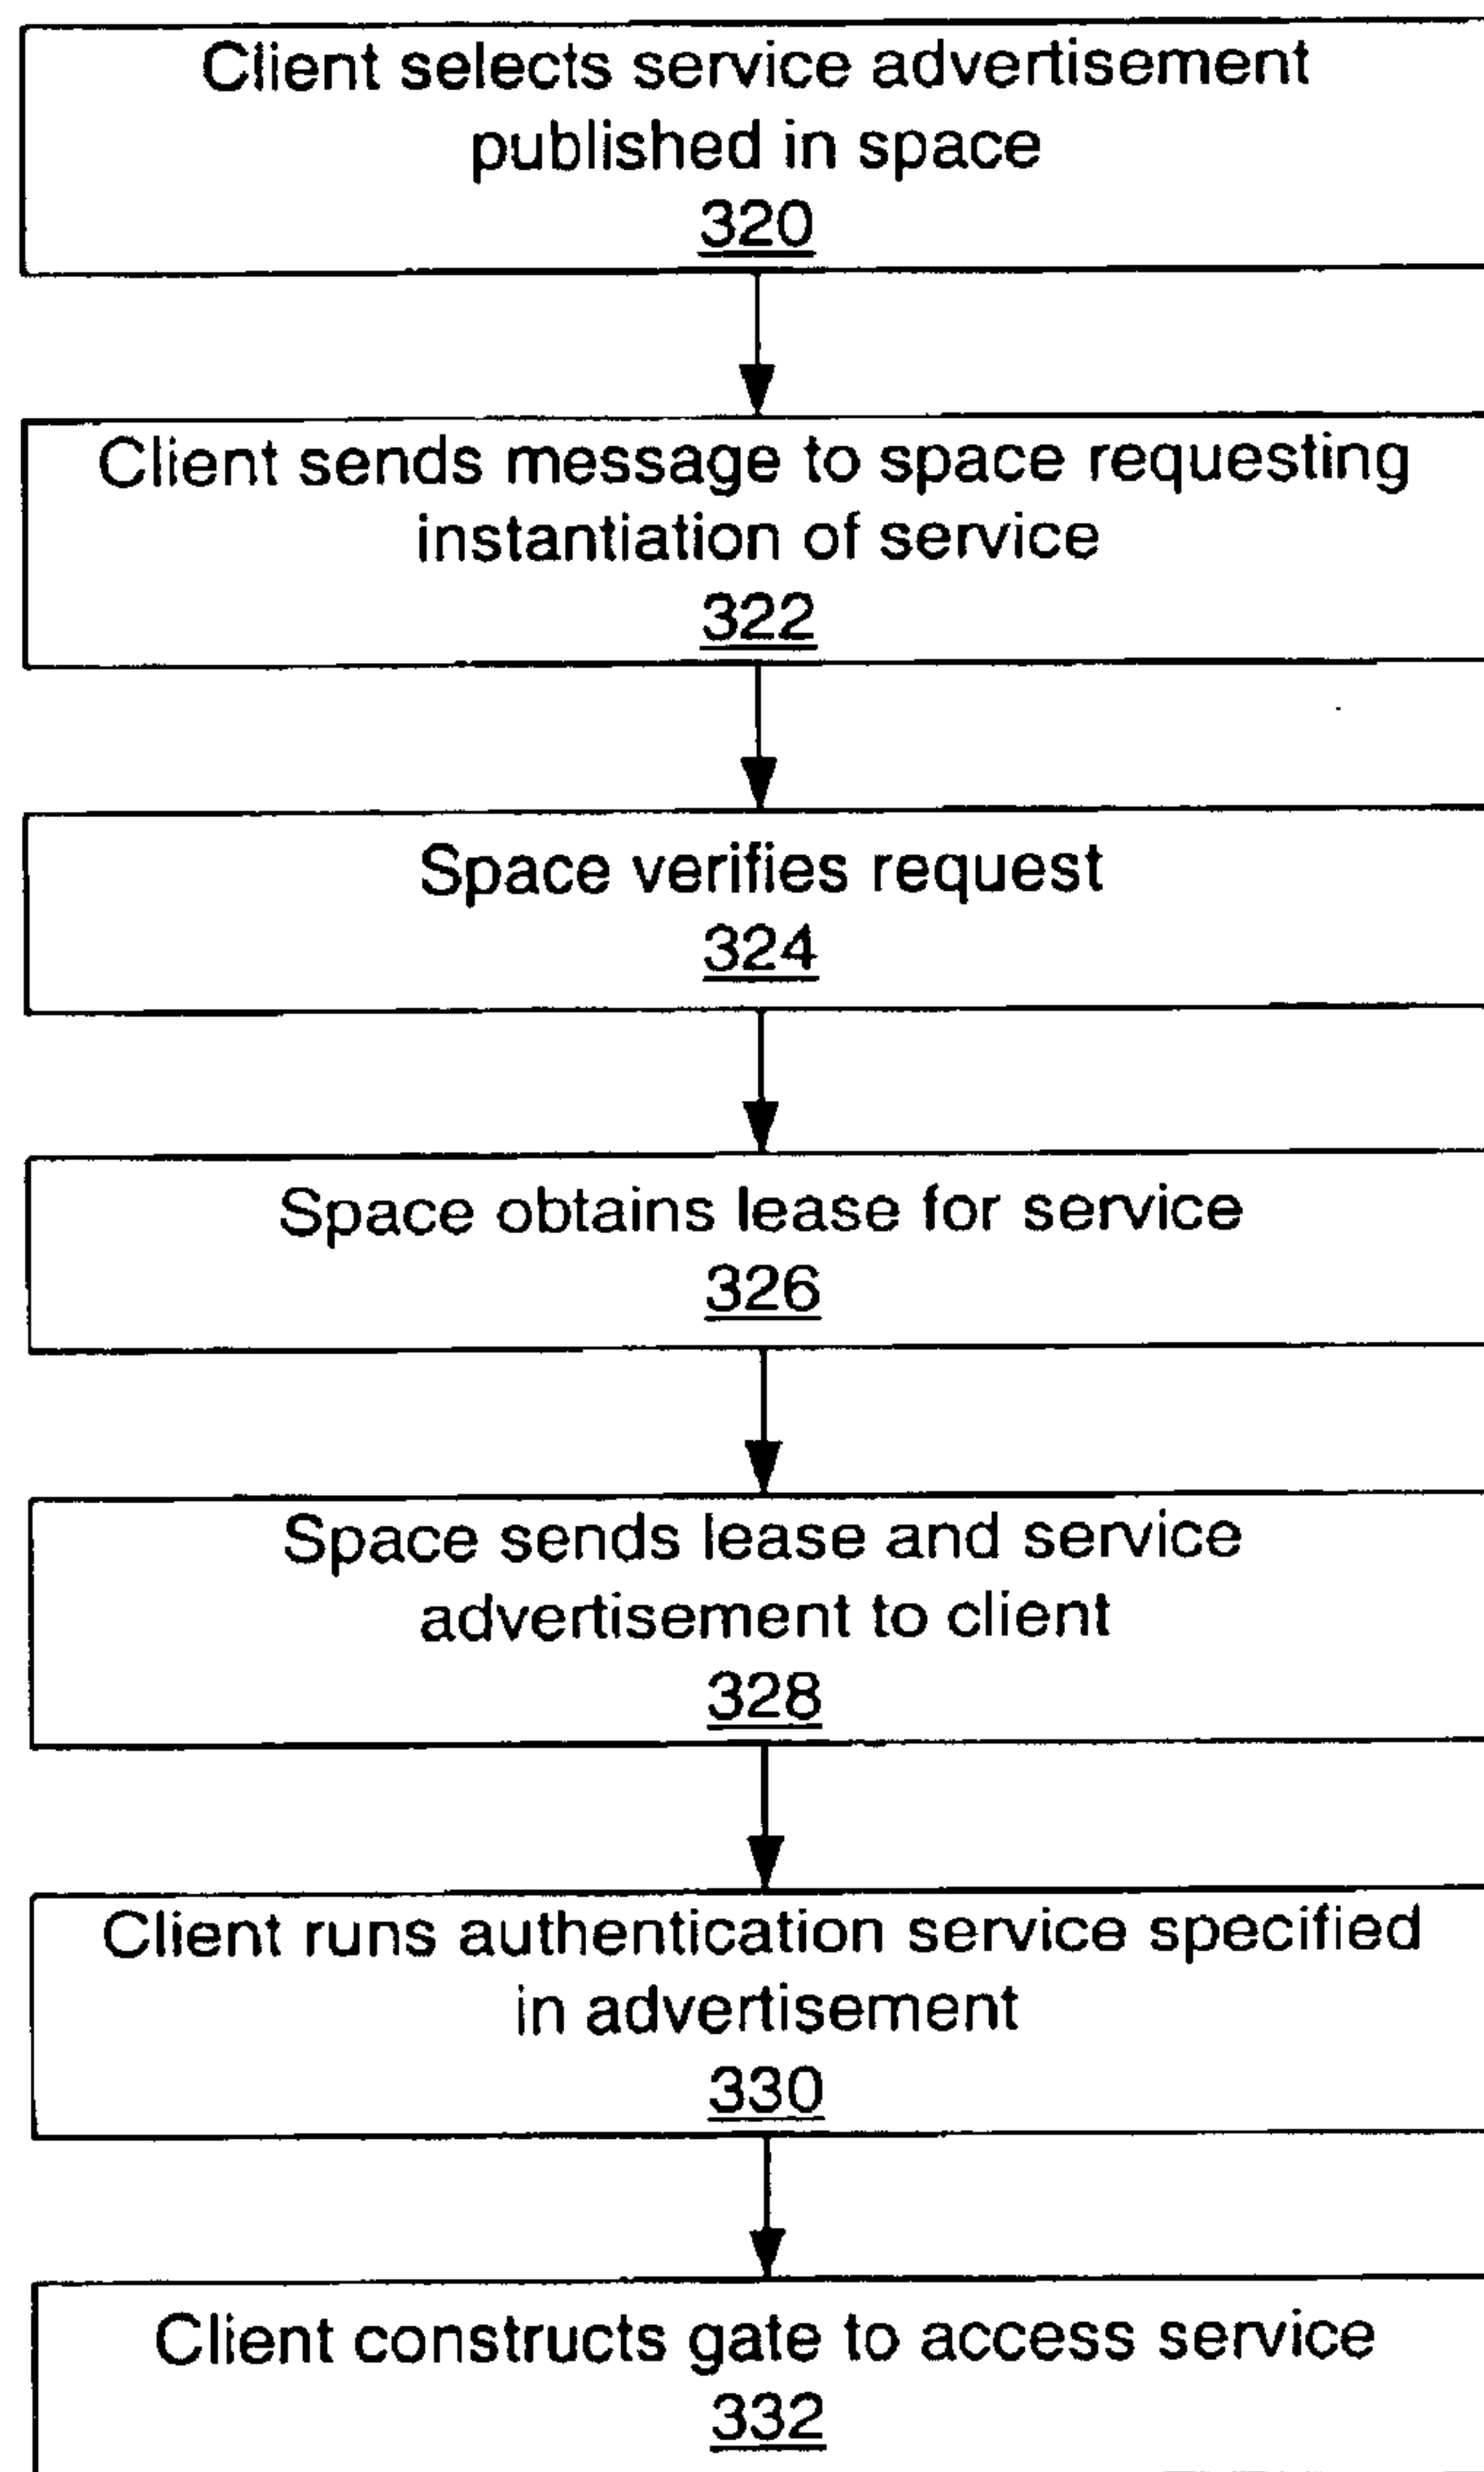 Client selects service advertisement
published in space
320
Client sends message to space requesting
instantiation of service
322
Space verifies request
324
Space obtains lease for service
326
Space sends lease and service
advertisement to client
328
Client runs authentication service specified
in advertisement
330
Client constructs gate to access service
332